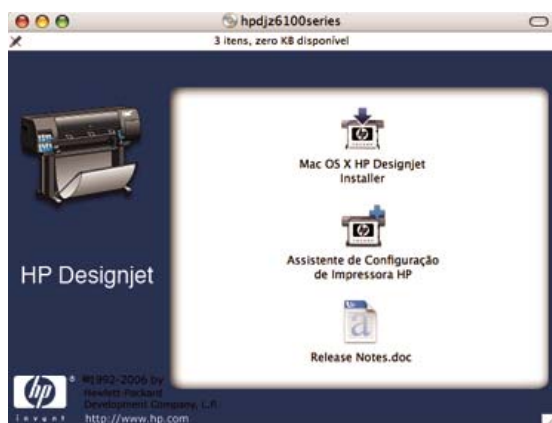 hpdjz6100series
3 itens, zero KB disponível
Mac OS X HP Designjet
Installer
Assistente de Configuração
de Impressora HP
Release Notes.doc
HP Designjet
hp
®
invent
©1992-2006 by
Hewlett-Packard
Development Company, L.P.
http://www.hp.com